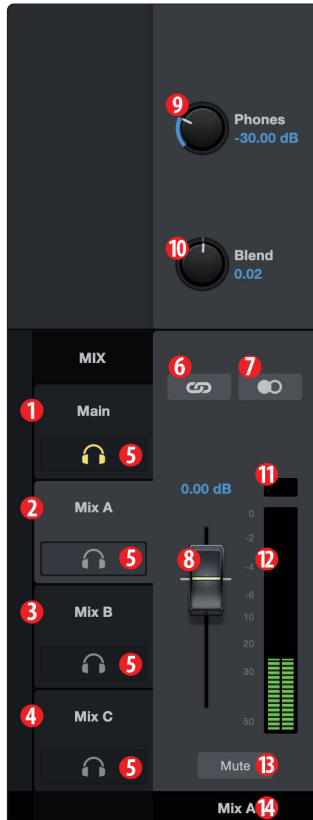 9
Phones
-30.00 dB
10
Blend
0.02
MIX
6
7
1
Main
5
11
0.00 dB
2
Mix A
0
-2
5
8
-4
12
-6
3
Mix B
10
20
5
30
4
Mix C
50
5
Mute
13
Mix A
14